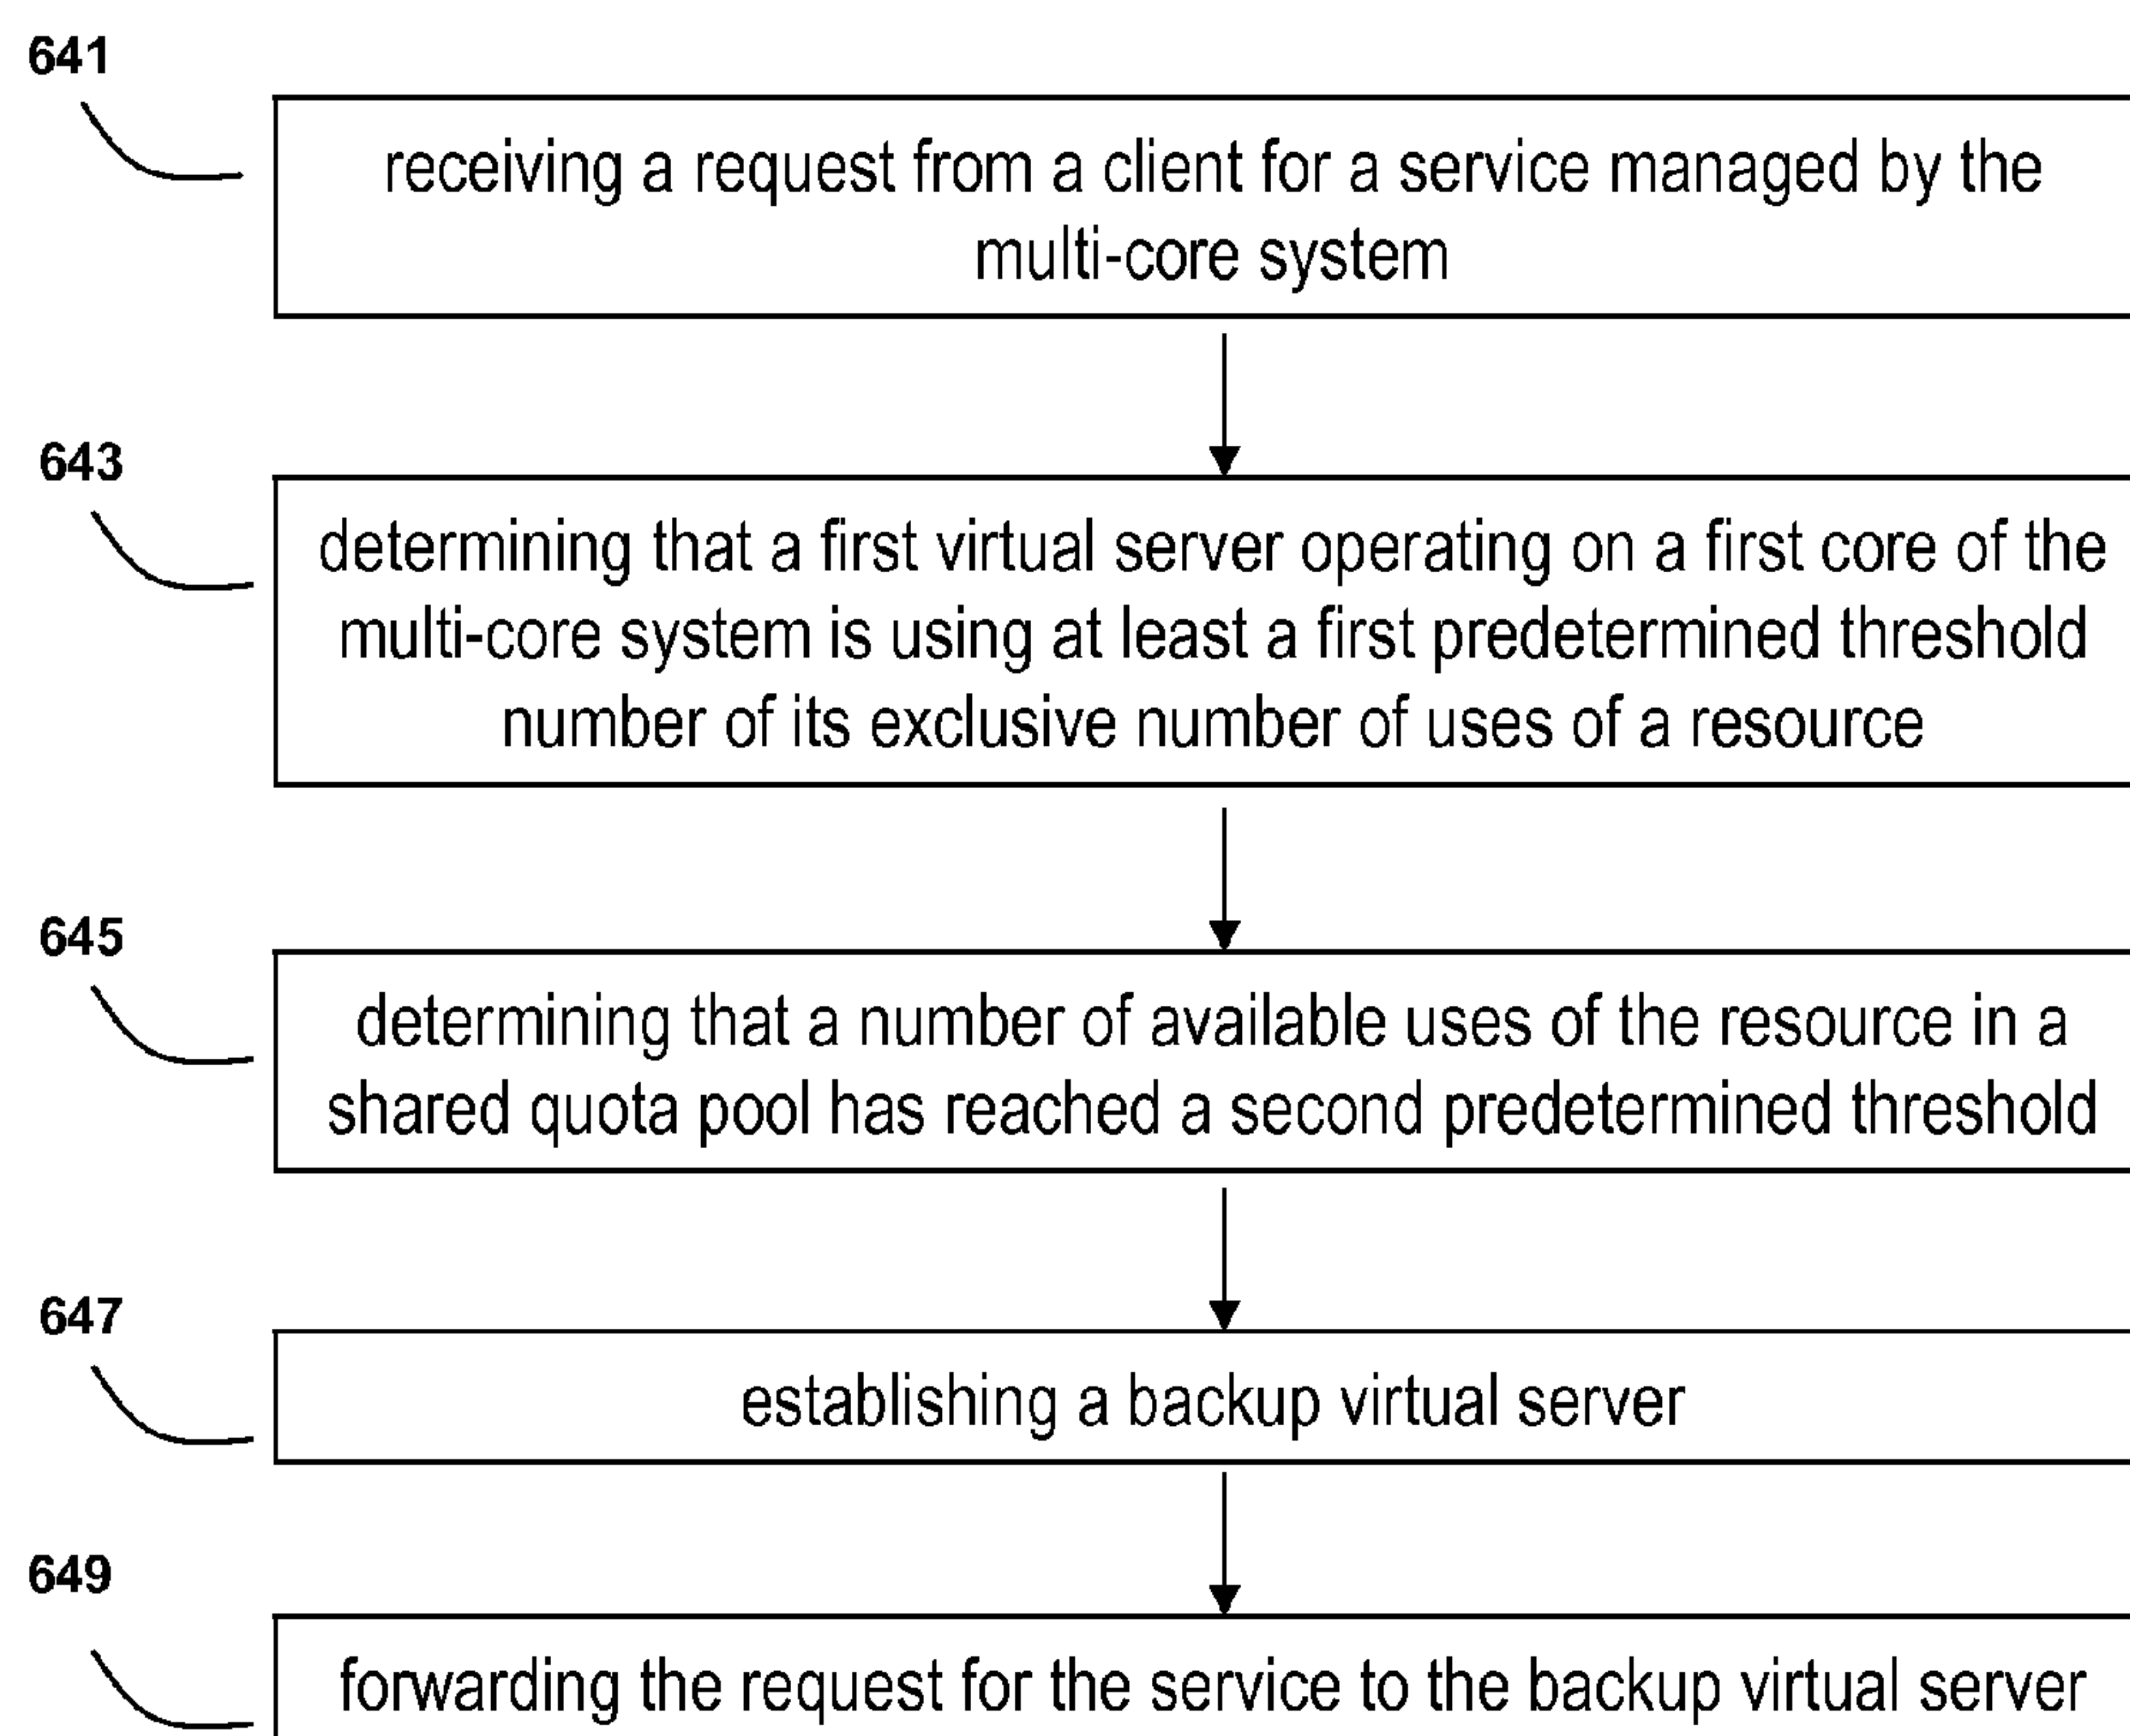 641
receiving a request from a client for a service managed by the
multi-core system
643
determining that a first virtual server operating on a first core of the
multi-core system is using at least a first predetermined threshold
number of its exclusive number of uses of a resource
645
determining that a number of available uses of the resource in a
shared quota pool has reached a second predetermined threshold
647
establishing a backup virtual server
649
forwarding the request for the service to the backup virtual server